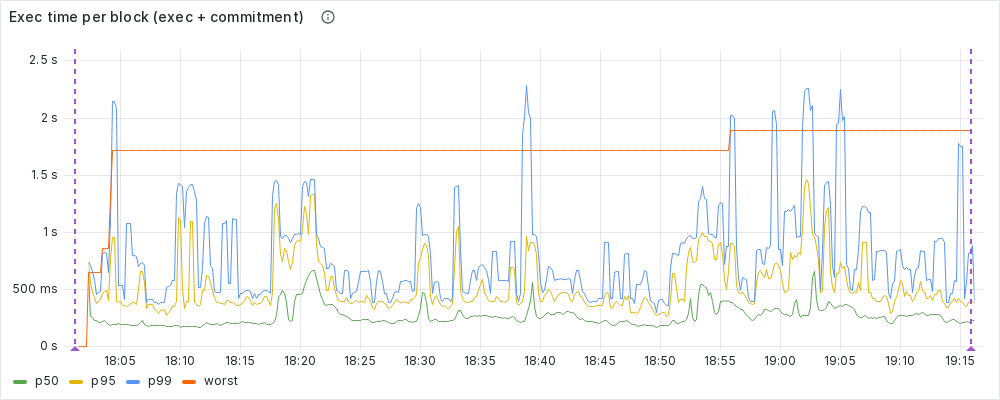 Exec time per block (exec + commitment)
2.5 s
2 s
1.5 s
1 s
500 ms
0 s
18:05 18:10 18:15 18:20 18:25 18:30 18:35 18:40 18:45 18:50 18:55 19:00 19:05 19:10 19:15
p50 p95 p99 worst